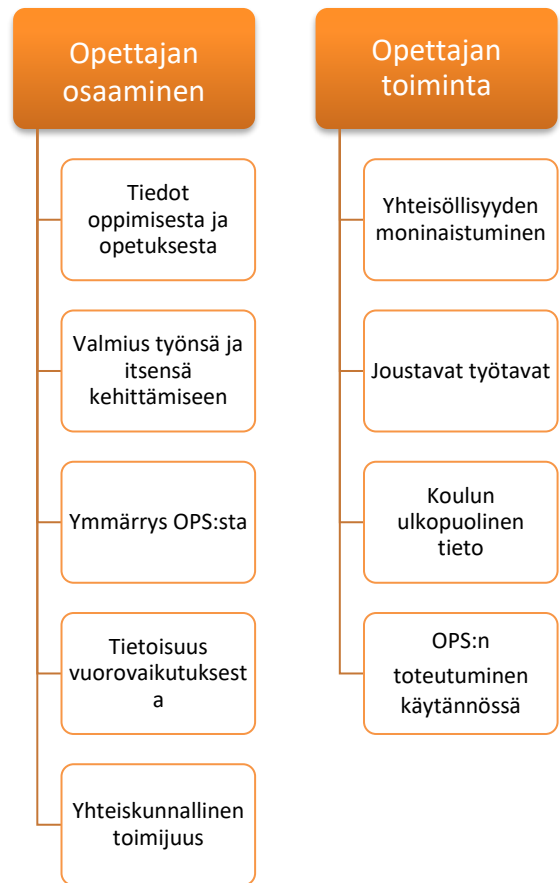 Opettajan
osaaminen
Tiedot
oppimisesta ja
opetuksesta
Valmius työnsä ja
itsensä
kehittämiseen
Ymmärrys OPS:sta
Tietoisuus
vuorovaikutuksest
a
Yhteiskunnallinen
toimijuus
Opettajan
toiminta
Yhteisöllisyyden
moninaistuminen
Joustavat työtavat
Koulun
ulkopuolinen
tieto
OPS:n
toteutuminen
käytännössä